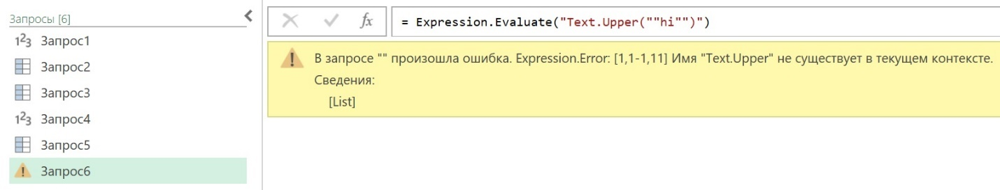 Запросы [6]
Запрос1
Запрос2
Запрос3
Запрос4
Запрос5
Запрос6
fx
= Expression.Evaluate("Text.Upper(""hi"")")
В запросе "" произошла ошибка. Expression.Error: [1,1-1,11] Имя "Text.Upper" не существует в текущем контексте.
Сведения:
[List]